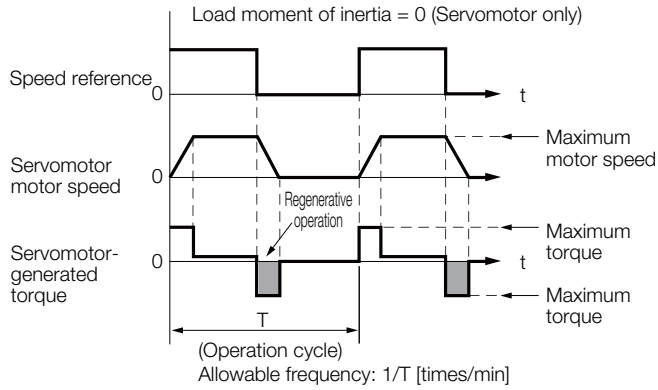 Load moment of inertia = 0 (Servomotor only)
Speed reference
0
t
Servomotor
motor speed
0
Maximum
motor speed
Regenerative
operation
Servomotor-
generated
torque
0
t
Maximum
torque
Maximum
torque
T
(Operation cycle)
Allowable frequency: 1/T [times/min]